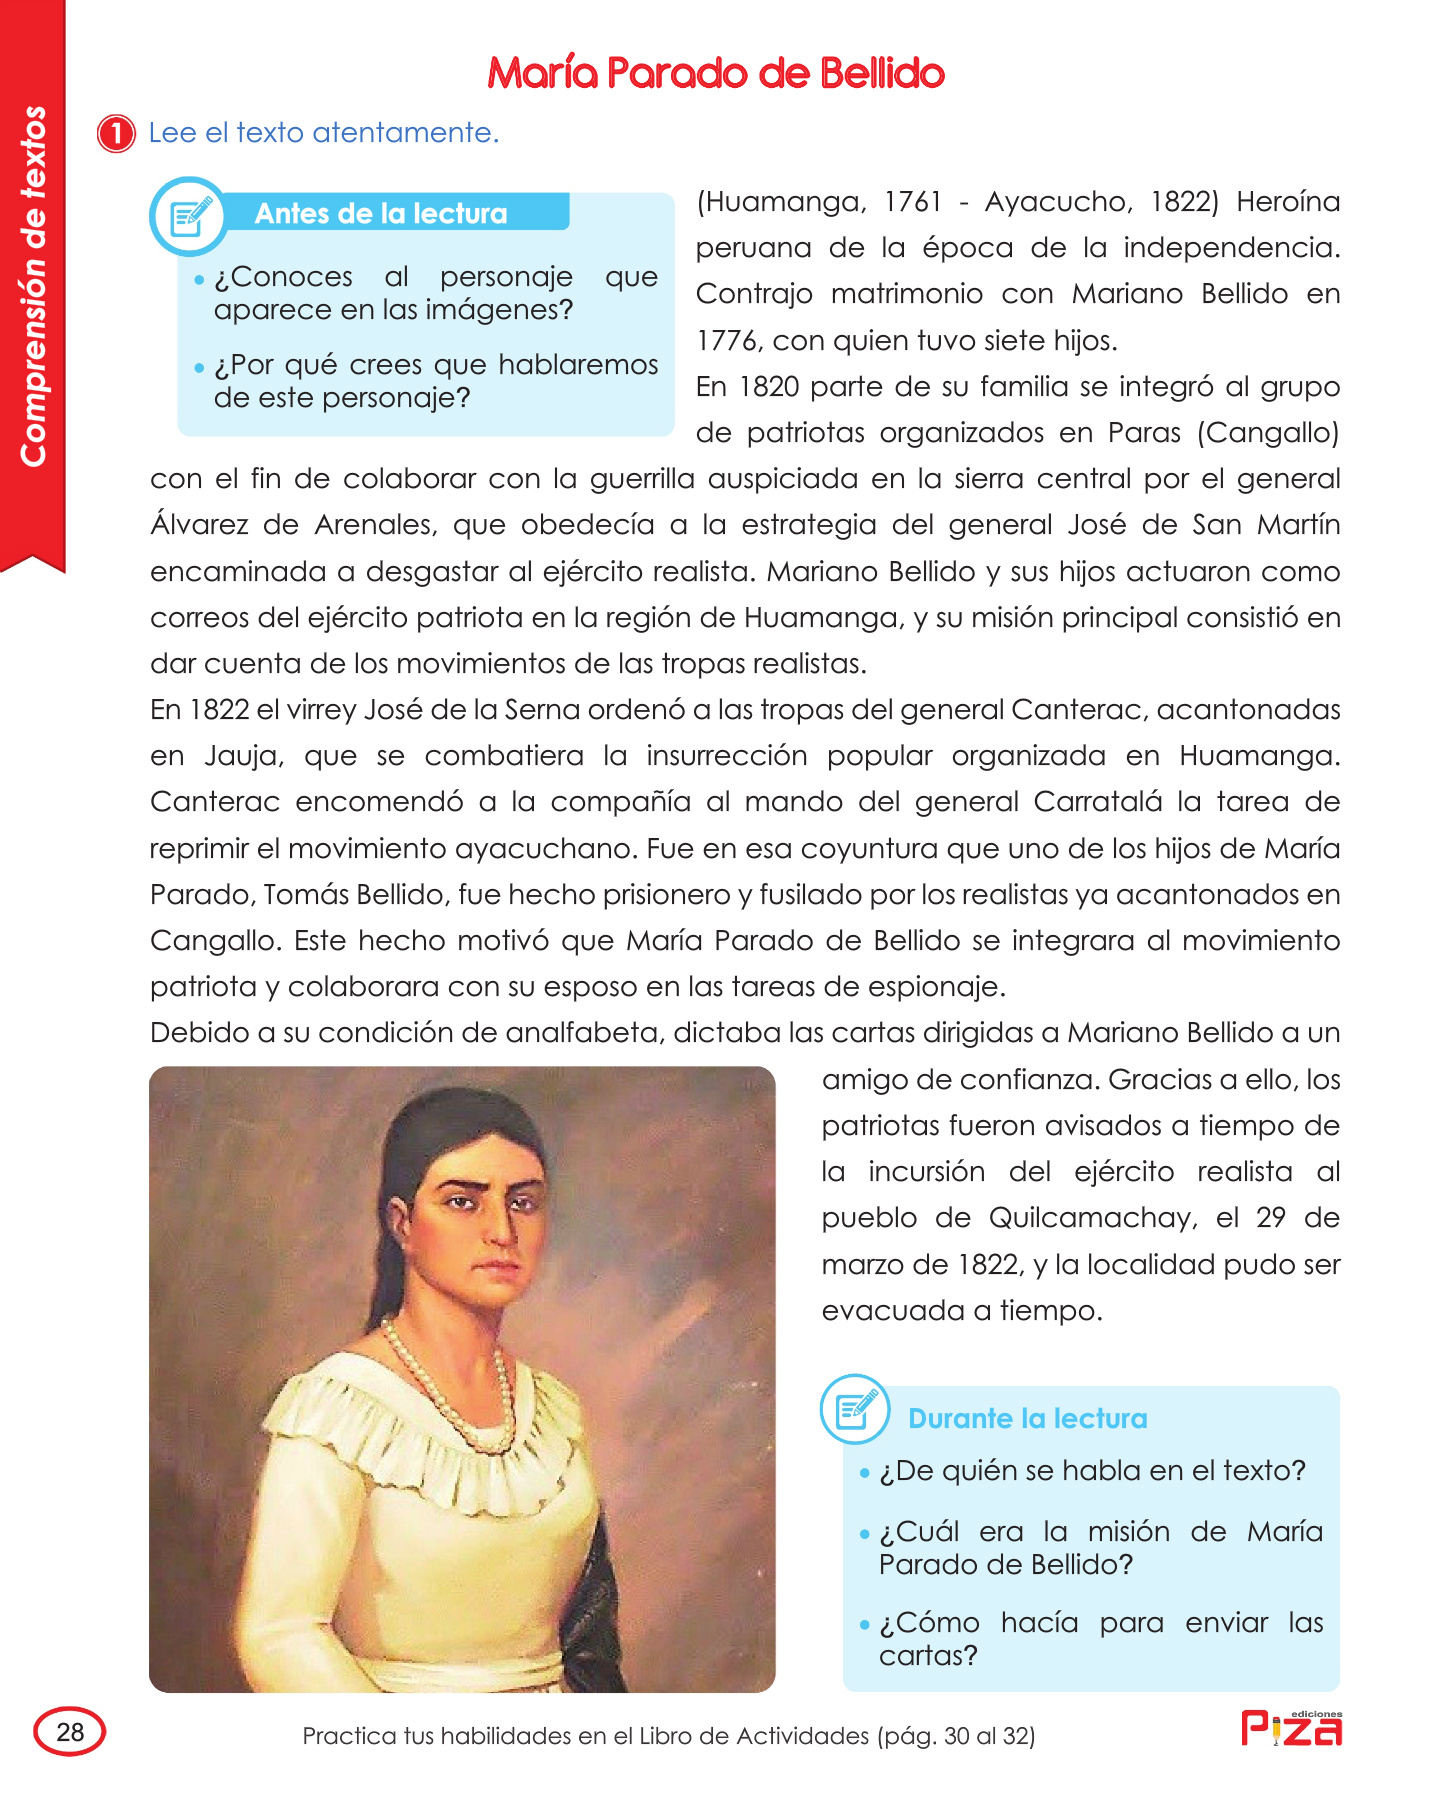 Comprensión de textos
María Parado de Bellido
1 Lee el texto atentamente.
Antes de la lectura
• ¿Conoces al personaje que
aparece en las imágenes?
• ¿Por qué crees que hablaremos
de este personaje?
(Huamanga, 1761 - Ayacucho, 1822) Heroína
peruana de la época de la independencia.
Contrajo matrimonio con Mariano Bellido en
1776, con quien tuvo siete hijos.
En 1820 parte de su familia se integró al grupo
de patriotas organizados en Paras (Cangallo)
con el fin de colaborar con la guerrilla auspiciada en la sierra central por el general
Álvarez de Arenales, que obedecía a la estrategia del general José de San Martín
encaminada a desgastar al ejército realista. Mariano Bellido y sus hijos actuaron como
correos del ejército patriota en la región de Huamanga, y su misión principal consistió en
dar cuenta de los movimientos de las tropas realistas.
En 1822 el virrey José de la Serna ordenó a las tropas del general Canterac, acantonadas
en Jauja, que se combatiera la insurrección popular organizada en Huamanga.
Canterac encomendó a la compañía al mando del general Carratalá la tarea de
reprimir el movimiento ayacuchano. Fue en esa coyuntura que uno de los hijos de María
Parado, Tomás Bellido, fue hecho prisionero y fusilado por los realistas ya acantonados en
Cangallo. Este hecho motivó que María Parado de Bellido se integrara al movimiento
patriota y colaborara con su esposo en las tareas de espionaje.
Debido a su condición de analfabeta, dictaba las cartas dirigidas a Mariano Bellido a un
amigo de confianza. Gracias a ello, los
patriotas fueron avisados a tiempo de
la incursión del ejército realista al
pueblo de Quilcamachay, el 29 de
marzo de 1822, y la localidad pudo ser
evacuada a tiempo.
Durante la lectura
• ¿De quién se habla en el texto?
• ¿Cuál era la misión de María
Parado de Bellido?
• ¿Cómo hacía para enviar las
cartas?
28
Practica tus habilidades en el Libro de Actividades (pág. 30 al 32)
ediciones
Piza